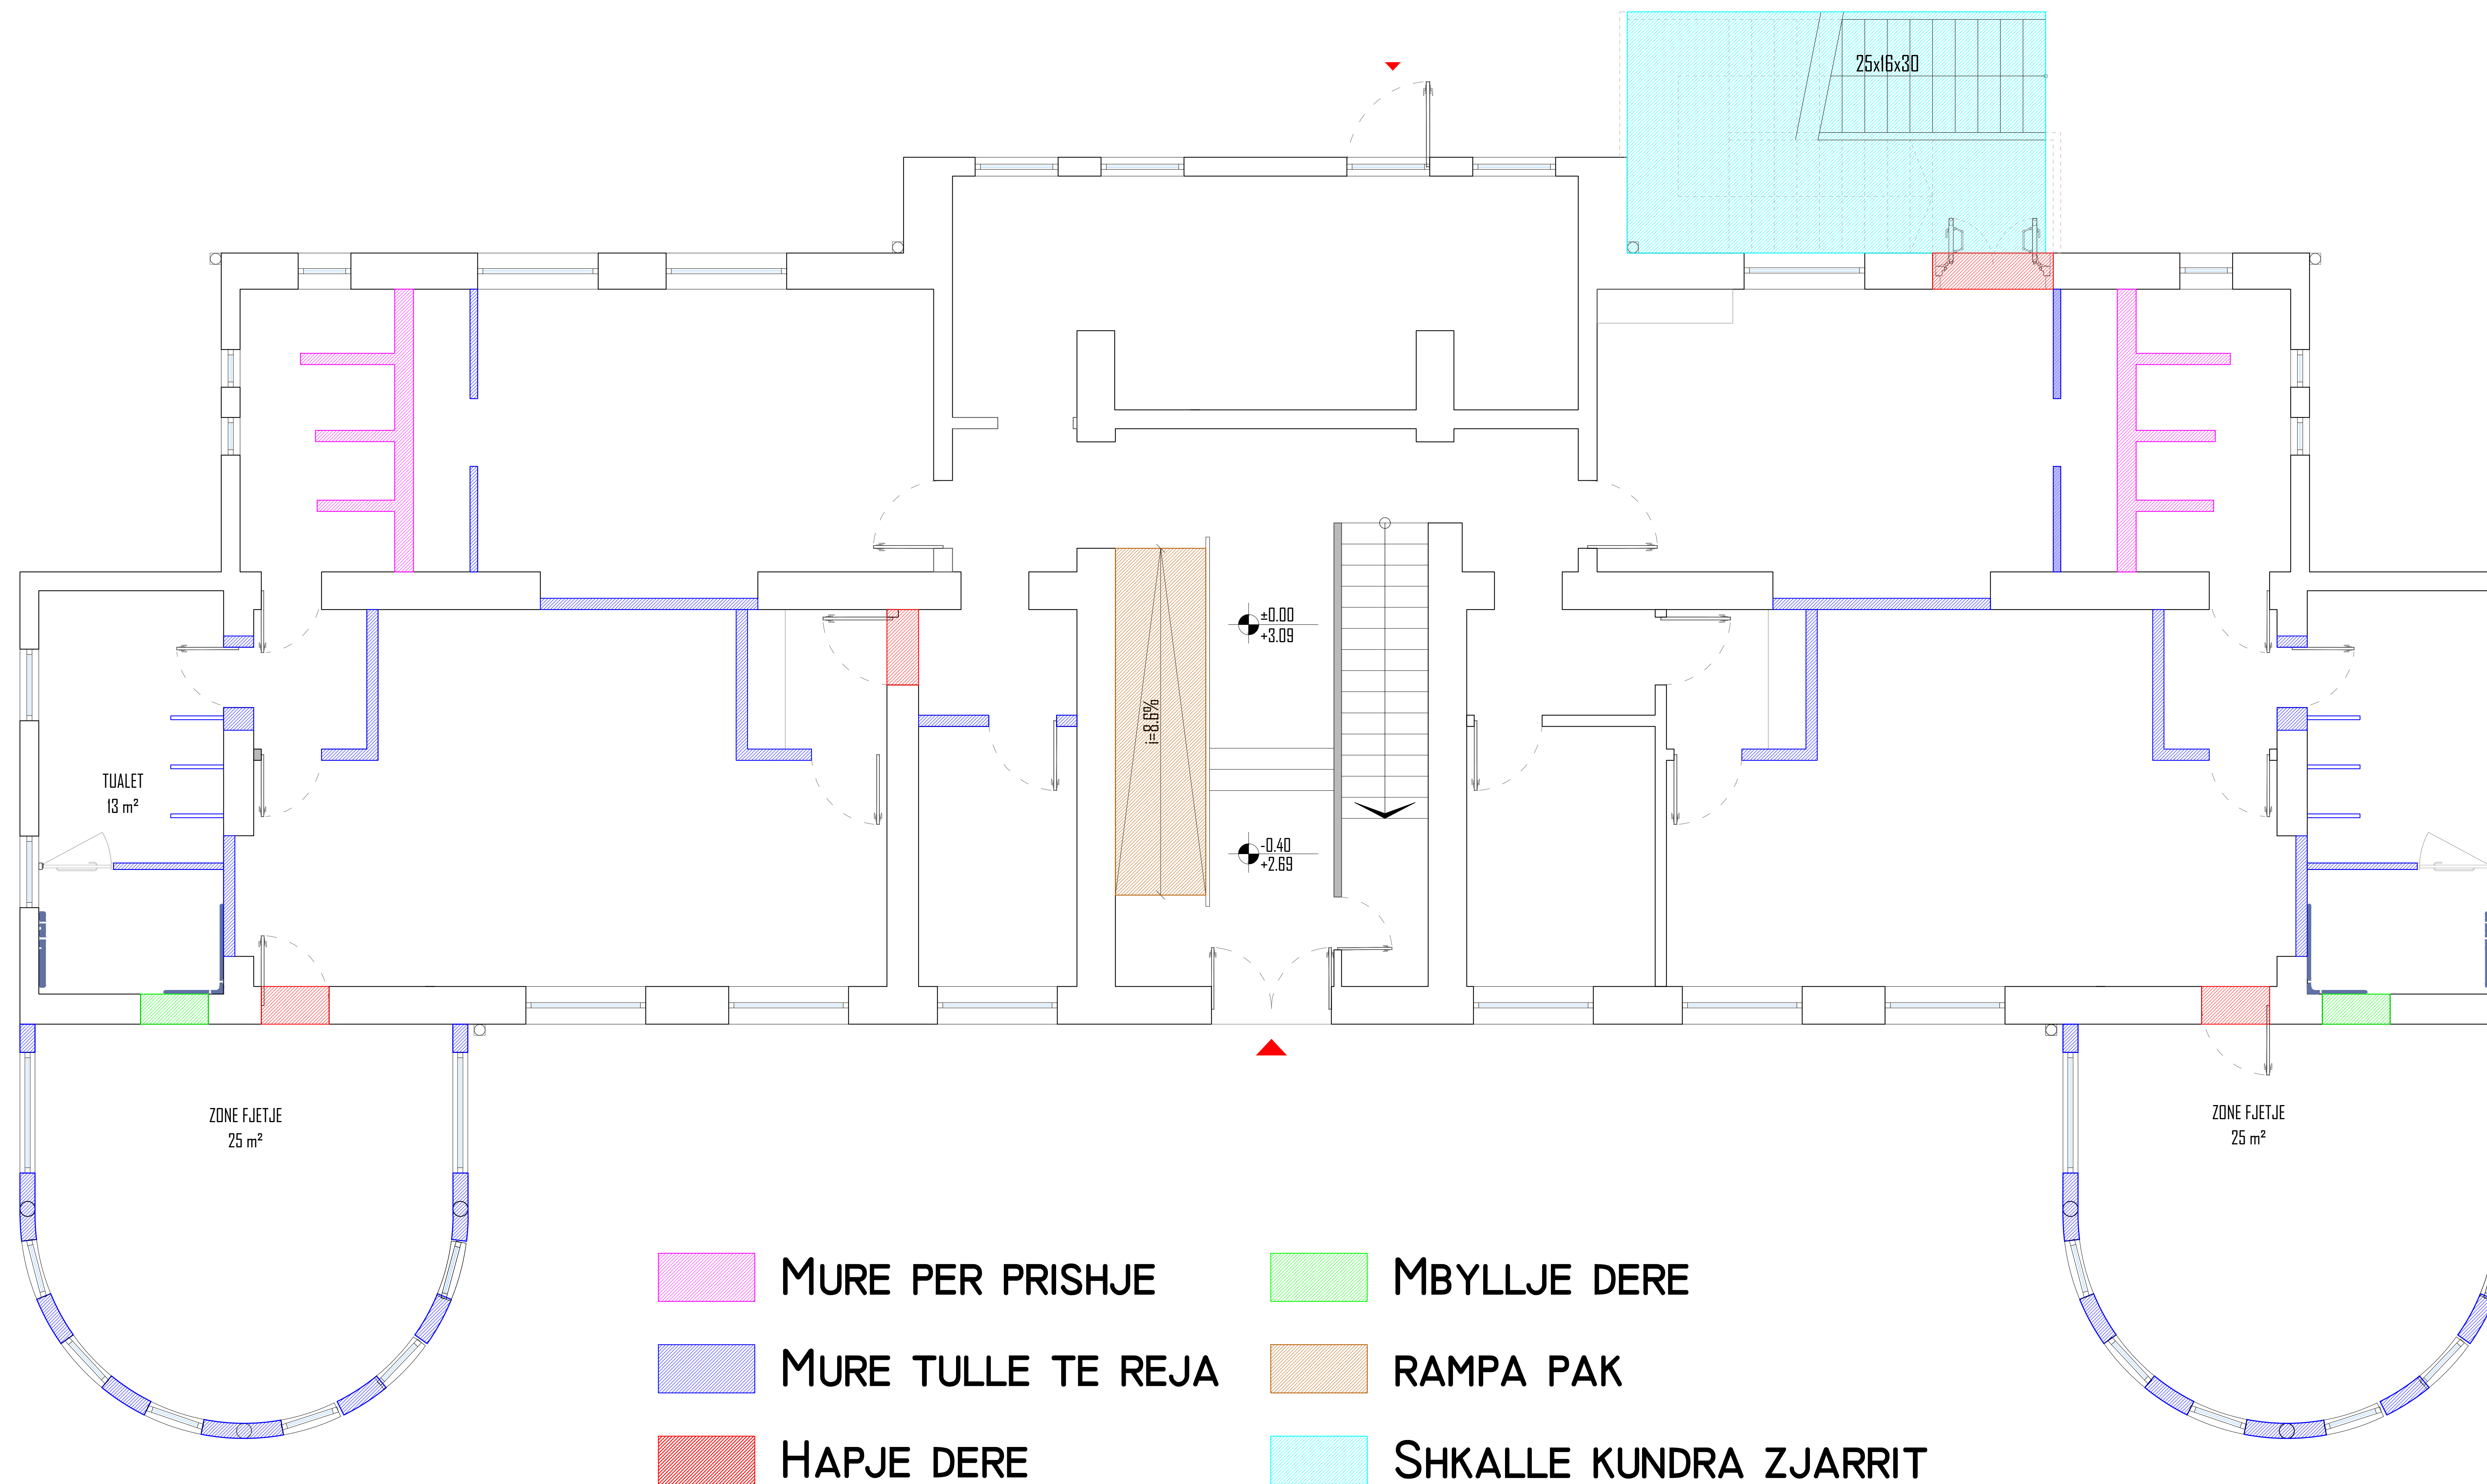 25x16x30
±0.00
+3.09
i=8.6%
TUALET
13 m²
-0.40
+2.69
ZONE FJETJE
25 m²
ZONE FJETJE
25 m²
MURE PER PRISHJE
MBYLLJE DERE
MURE TULLE TE REJA
RAMPA PAK
HAPJE DERE
SHKALLE KUNDRA ZJARRIT